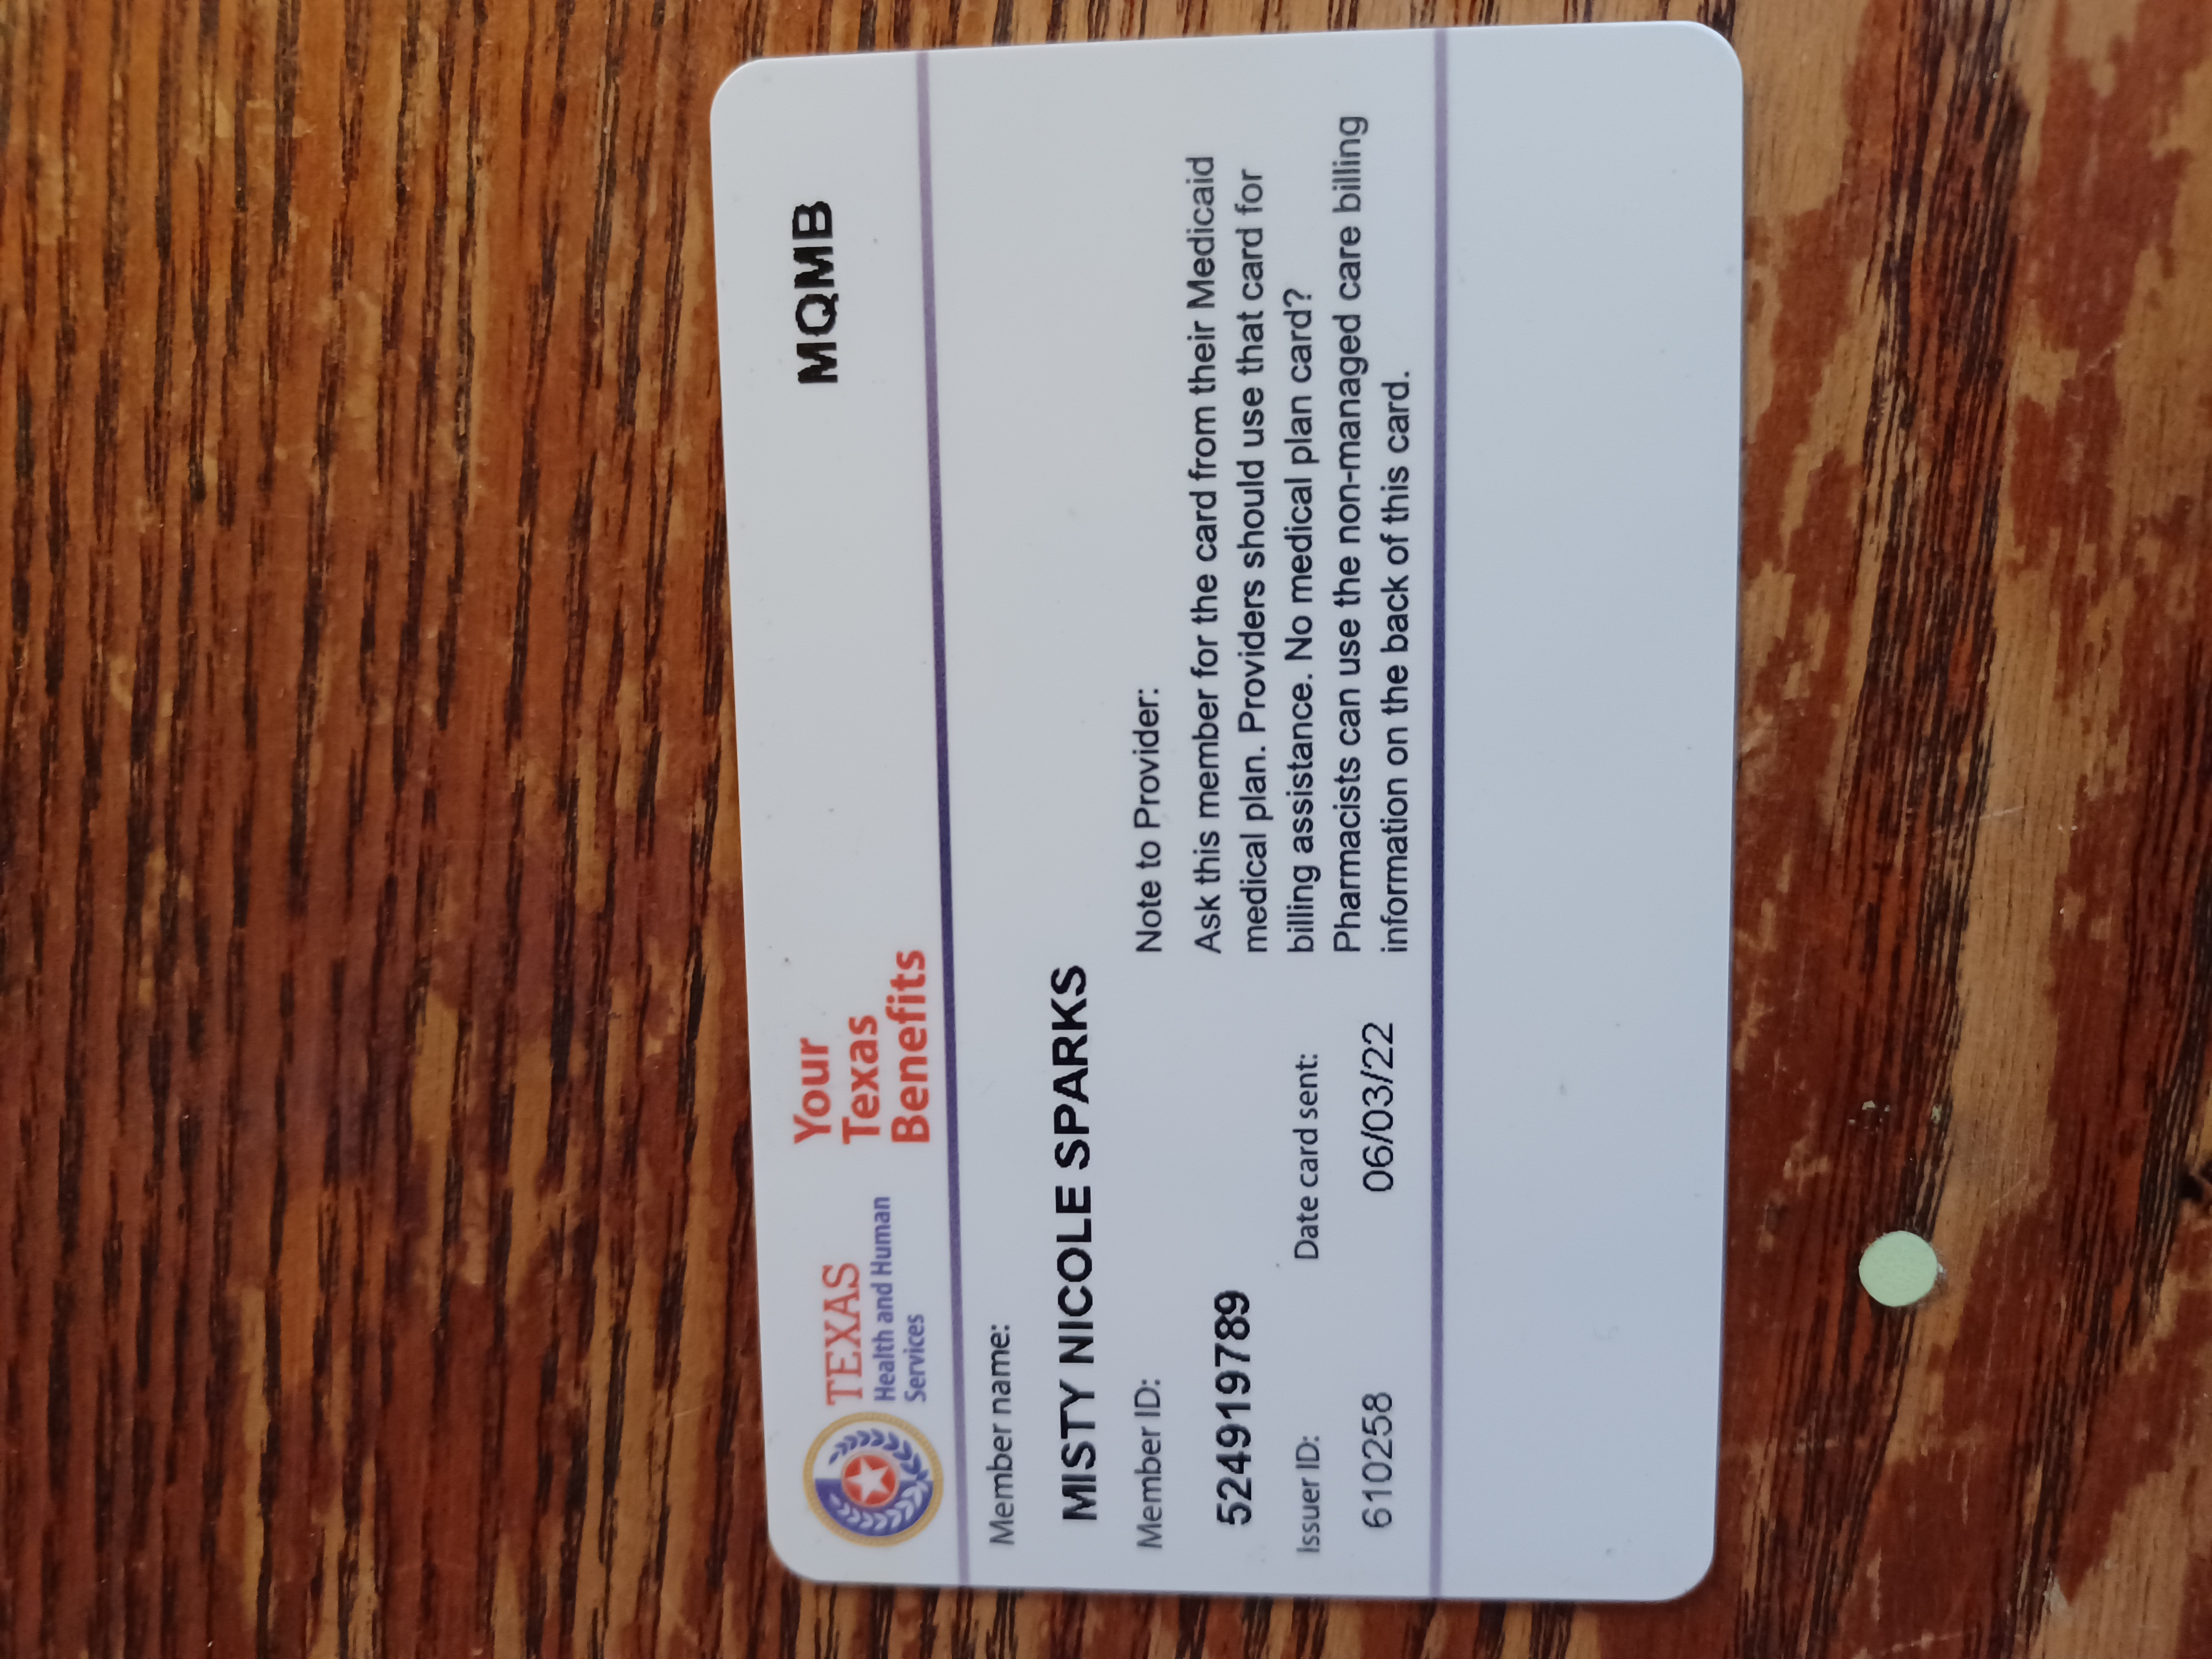 TEXAS
Health and Human
Services
Your
Texas
Benefits
MQMB
Member name:
MISTY NICOLE SPARKS
Member ID:
524919789
Issuer ID:
610258
Date card sent:
06/03/22
Note to Provider:
Ask this member for the card from their Medicaid
medical plan. Providers should use that card for
billing assistance. No medical plan card?
Pharmacists can use the non-managed care billing
information on the back of this card.